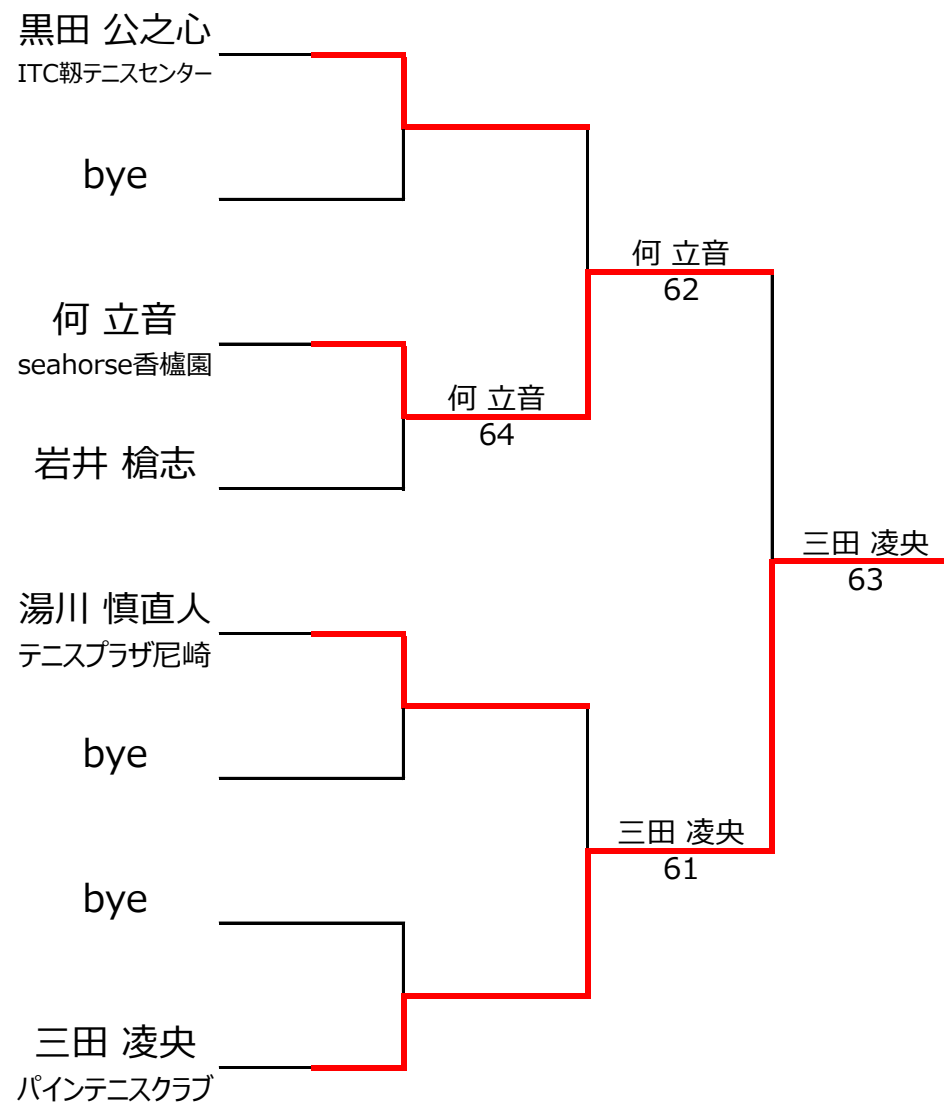 黒田 公之心
ITC靱テニスセンター
bye
何 立音
62
何 立音
seahorse香櫨園
何 立音
64
岩井 槍志
三田 凌央
63
湯川 慎直人
テニスプラザ尼崎
bye
三田 凌央
61
bye
三田 凌央
パインテニスクラブ